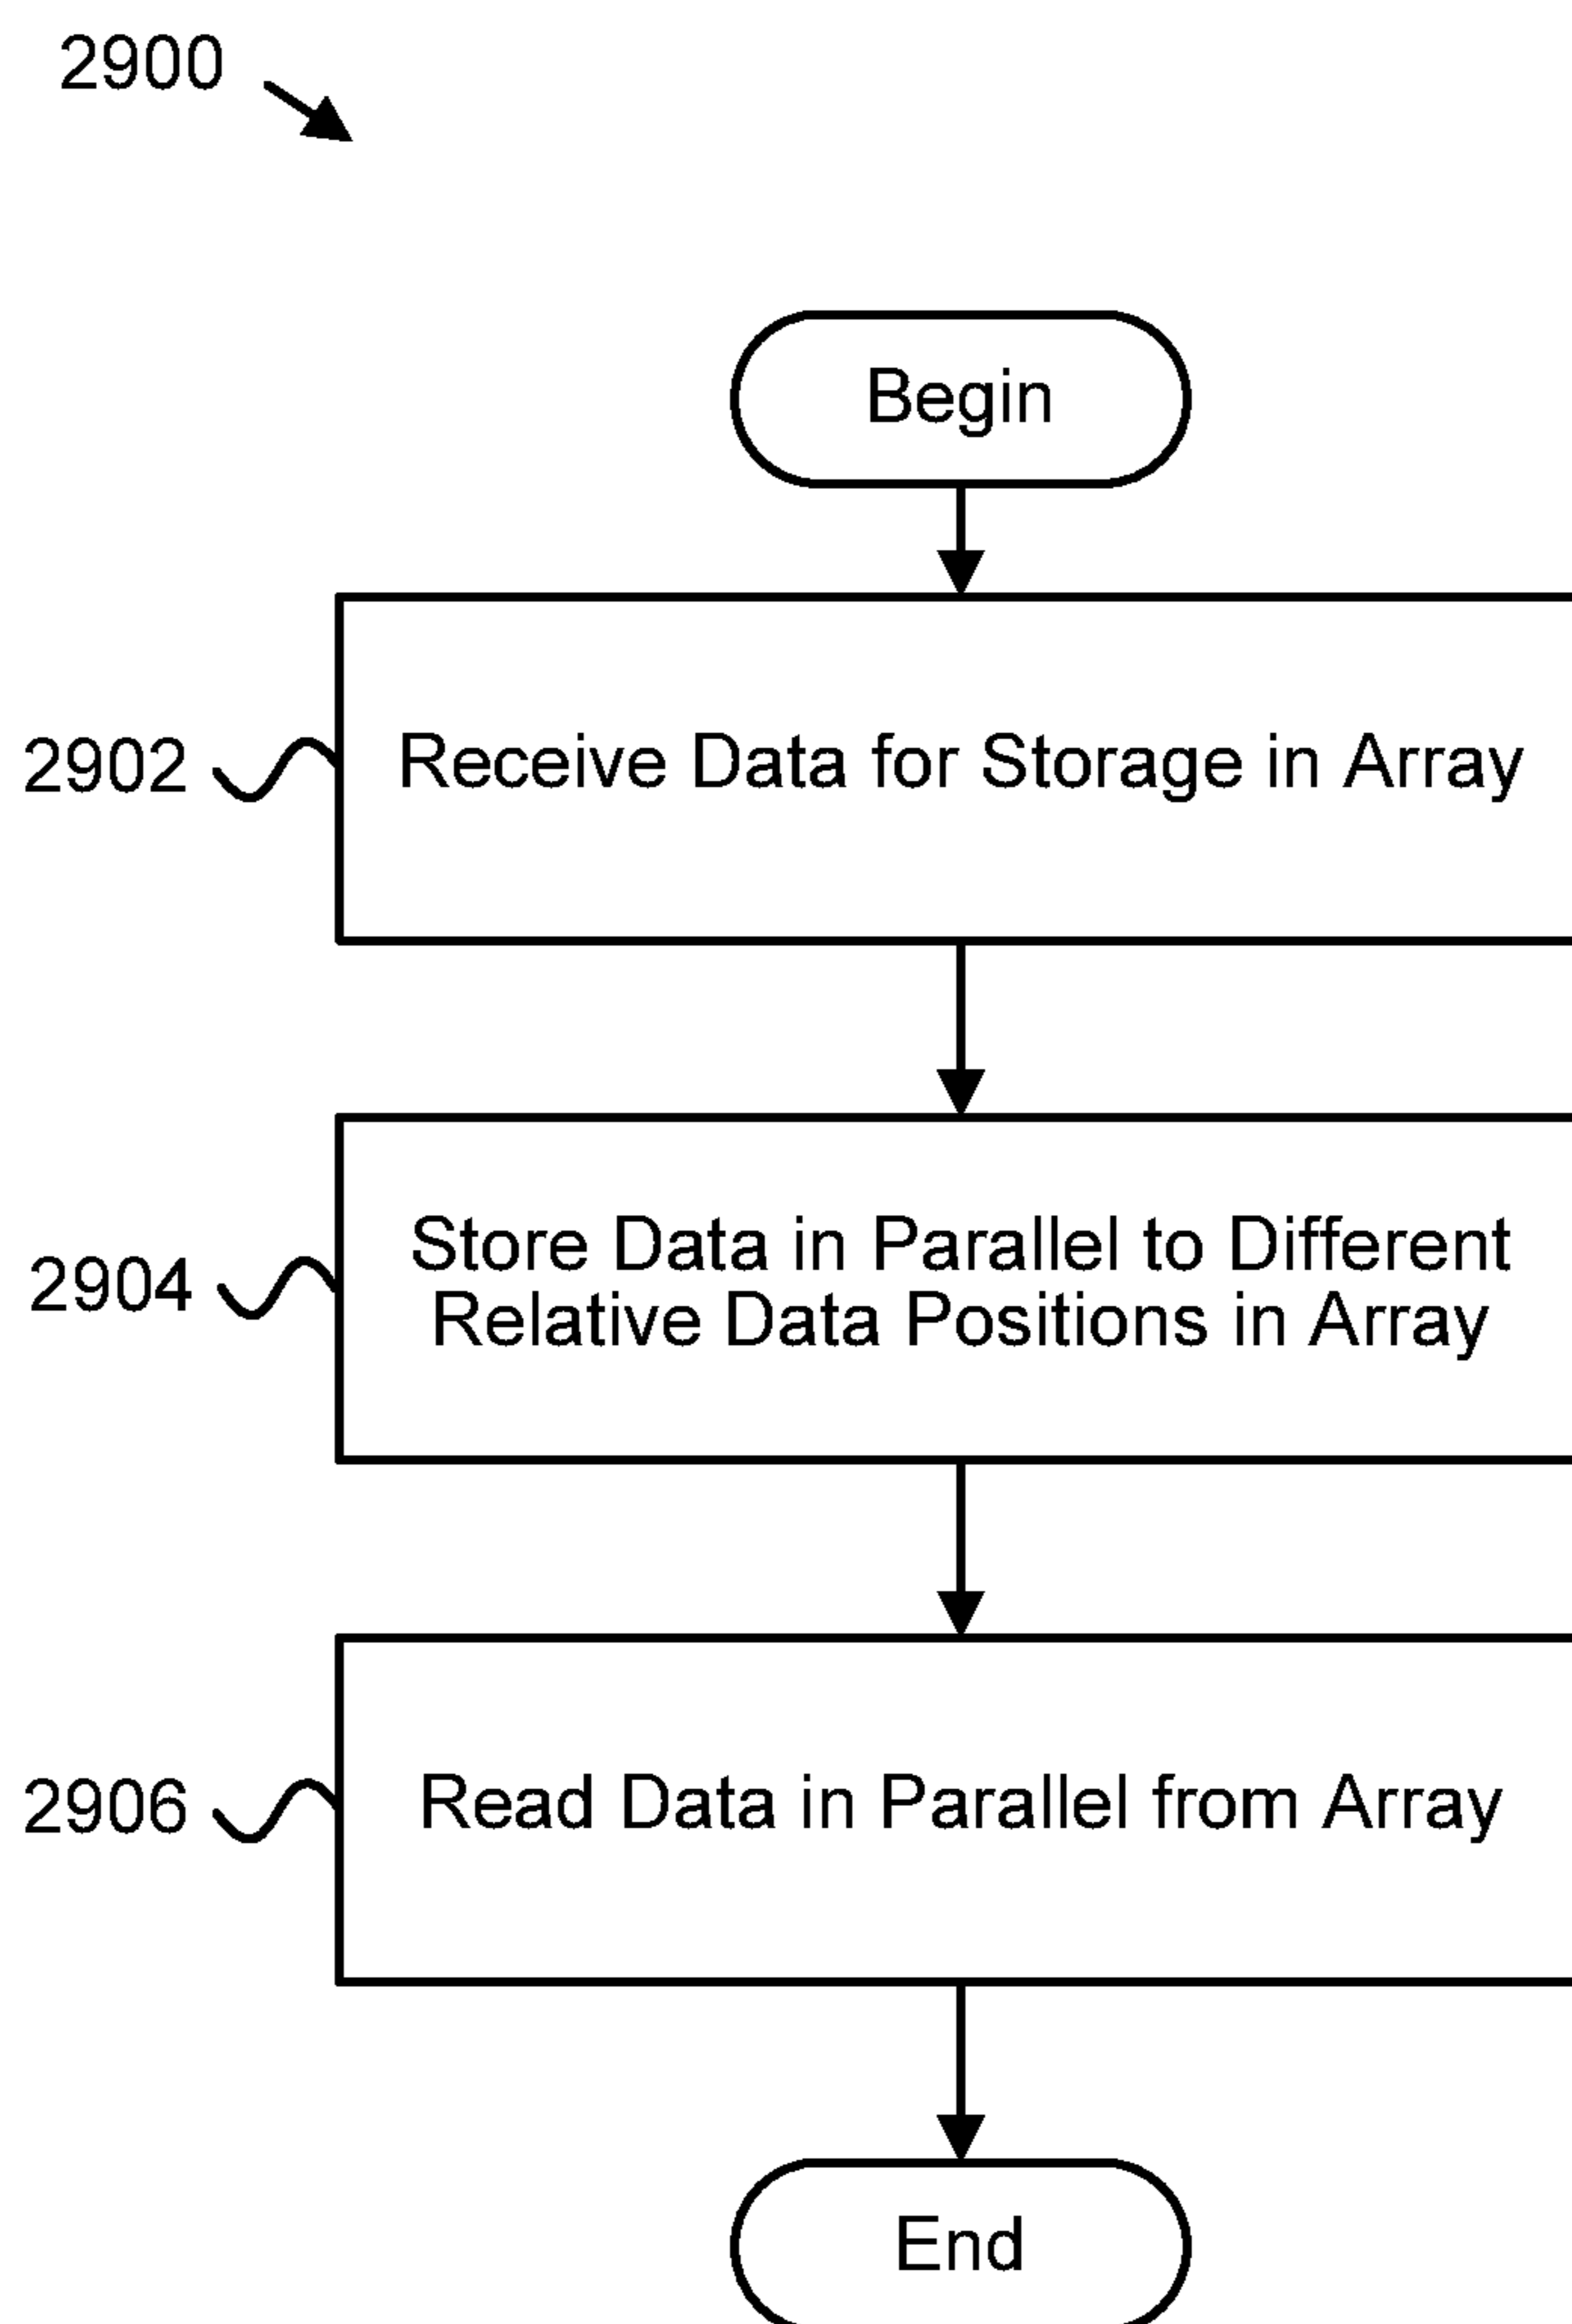 2900
Begin
2902
Receive Data for Storage in Array
2904
Store Data in Parallel to Different
Relative Data Positions in Array
2906
Read Data in Parallel from Array
End